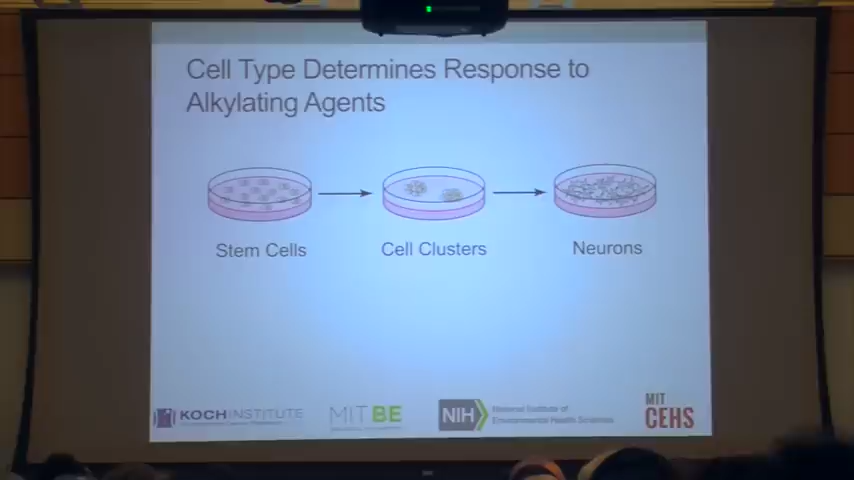 Cell Type Determines Response to
Alkylating Agents
Stem Cells
Cell Clusters
Neurons
KOCH INSTITUTE
MIT BE
NIH
National Institute of
Environmental Health Sciences
MIT
CEHS